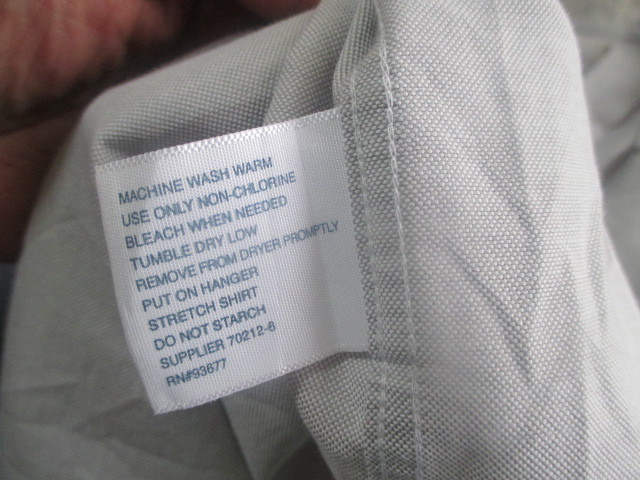 MACHINE WASH WARM
USE ONLY NON-CHLORINE
BLEACH WHEN NEEDED
TUMBLE DRY LOW
REMOVE FROM DRYER PROMPTLY
PUT ON HANGER
STRETCH SHIRT
DO NOT STARCH
SUPPLIER 70212-6
RN#93677